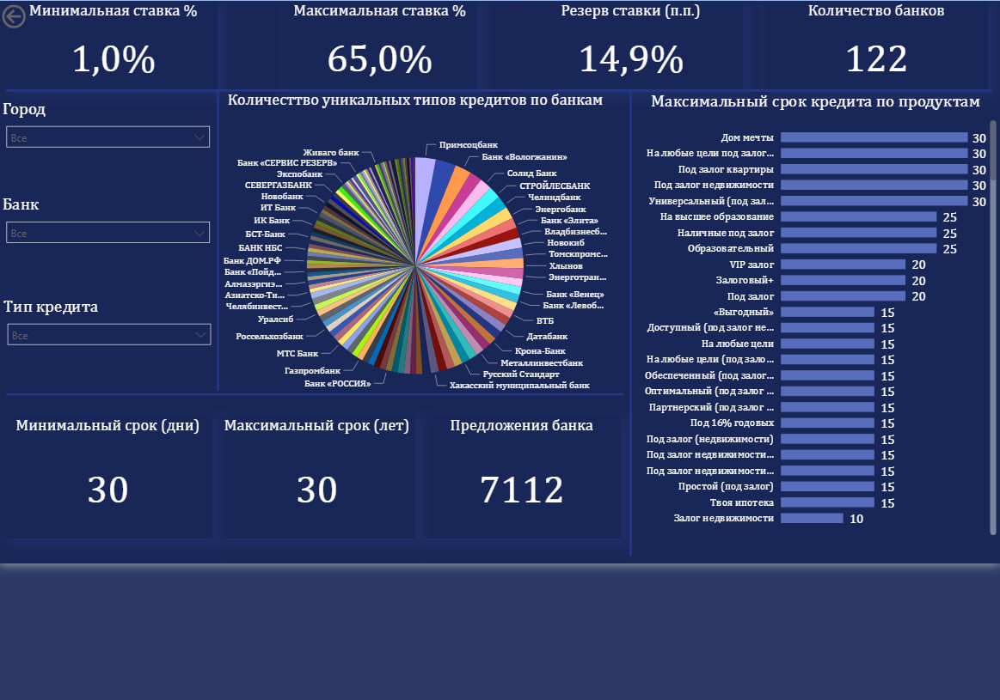 Минимальная ставка %
Максимальная ставка %
Резерв ставки (п.п.)
Количество банков
1,0%
65,0%
14,9%
122
Город
Все
Банк
Все
Тип кредита
Все
Количесттво уникальных типов кредитов по банкам
Примсоцбанк
Банк «Вологжанин»
Солид Банк
СТРОЙЛЕСБАНК
Челиндбанк
Энергобанк
Банк «Элита»
Владбизнесб...
Новокиб
Томскпромс...
Хлынов
Энерготран...
Банк «Венец»
Банк «Левоб...
ВТБ
Датабанк
Крона-Банк
Металлинвестбанк
Русский Стандарт
Хакасский муниципальный банк
Банк «РОССИЯ»
Газпромбанк
МТС Банк
Россельхозбанк
Уралсиб
Челябинвест...
Азиатско-Ти...
Алмазэргиэ...
Банк «Пойд...
Банк ДОМ.РФ
БАНК НБС
БСТ-Банк
ИК Банк
ИТ Банк
Новобанк
СЕВЕРГАЗБАНК
Экспобанк
Банк «СЕРВИС РЕЗЕРВ»
Живаго банк
Максимальный срок кредита по продуктам
Дом мечты 30
На любые цели под залог... 30
Под залог квартиры 30
Под залог недвижимости 30
Универсальный (под зал... 30
На высшее образование 25
Наличные под залог 25
Образовательный 25
VIP залог 20
Залоговый+ 20
Под залог 20
«Выгодный» 15
Доступный (под залог не... 15
На любые цели 15
На любые цели (под зало... 15
Обеспеченный (под залог... 15
Оптимальный (под залог ... 15
Партнерский (под залог ... 15
Под 16% годовых 15
Под залог (недвижимости) 15
Под залог недвижимости... 15
Под залог недвижимости... 15
Простой (под залог) 15
Твоя ипотека 15
Залог недвижимости 10
Минимальный срок (дни)
Максимальный срок (лет)
Предложения банка
30
30
7112